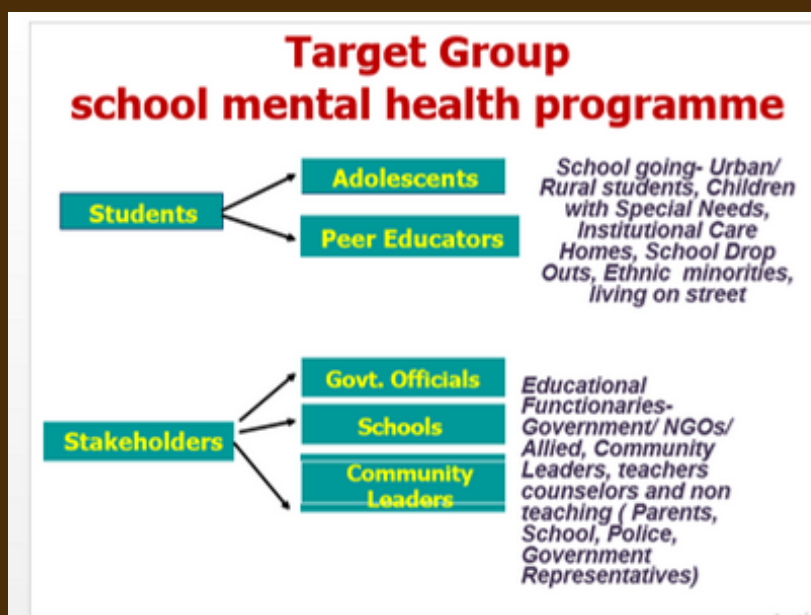 Target Group
school mental health programme
Students
Adolescents
Peer Educators
School going- Urban/
Rural students, Children
with Special Needs,
Institutional Care
Homes, School Drop
Outs, Ethnic minorities,
living on street
Stakeholders
Govt. Officials
Schools
Community
Leaders
Educational
Functionaries-
Government/ NGOs/
Allied, Community
Leaders, teachers
counselors and non
teaching ( Parents,
School, Police,
Government
Representatives)